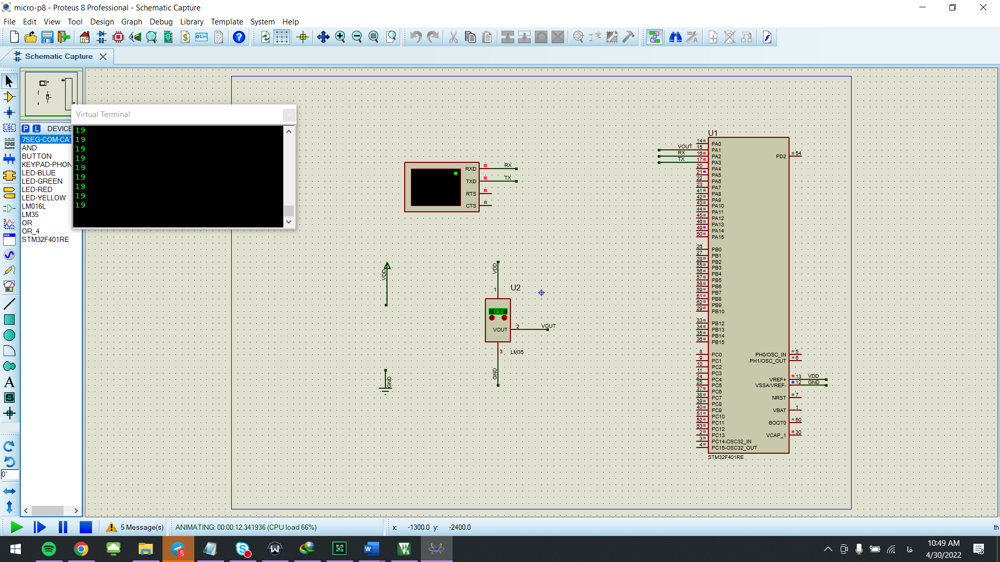 micro-p8 - Proteus 8 Professional - Schematic Capture
File Edit View Tool Design Graph Debug Library Template System Help
Schematic Capture
Virtual Terminal
19
19
19
19
19
19
19
19
19
P L DEVICE
7SEG-COM-CAT
AND
BUTTON
KEYPAD-PHON
LED-BLUE
LED-GREEN
LED-RED
LED-YELLOW
LM016L
LM35
OR
OR_4
STM32F401RE
LBL
A
S
0°
RXD RX
TXD TX
RTS
CTS
VDD
GND
VDD
1
U2
19.0
VOUT 2 VOUT
3 LM35
GND
U1
14 PA0
VOUT 15 PA1
RX 16 PA2
TX 17 PA3
20 PA4
21 PA5
22 PA6
23 PA7
41 PA8
42 PA9
43 PA10
44 PA11
45 PA12
46 PA13
49 PA14
50 PA15
26 PB0
27 PB1
28 PB2
55 PB3
56 PB4
57 PB5
58 PB6
59 PB7
61 PB8
62 PB9
29 PB10
33 PB12
34 PB13
35 PB14
36 PB15
8 PC0
9 PC1
10 PC2
11 PC3
24 PC4
25 PC5
37 PC6
38 PC7
39 PC8
40 PC9
51 PC10
52 PC11
53 PC12
2 PC13
3 PC14-OSC32_IN
4 PC15-OSC32_OUT
PD2 54
PH0/OSC_IN 5
PH1/OSC_OUT 6
VREF+ 13 VDD
VSSA/VREF- 12 GND
NRST 7
VBAT 1
BOOT0 60
VCAP_1 30
STM32F401RE
5 Message(s) ANIMATING: 00:00:12.341936 (CPU load 66%) x: -1300.0 y: -2400.0 th
5
فا
10:49 AM
4/30/2022